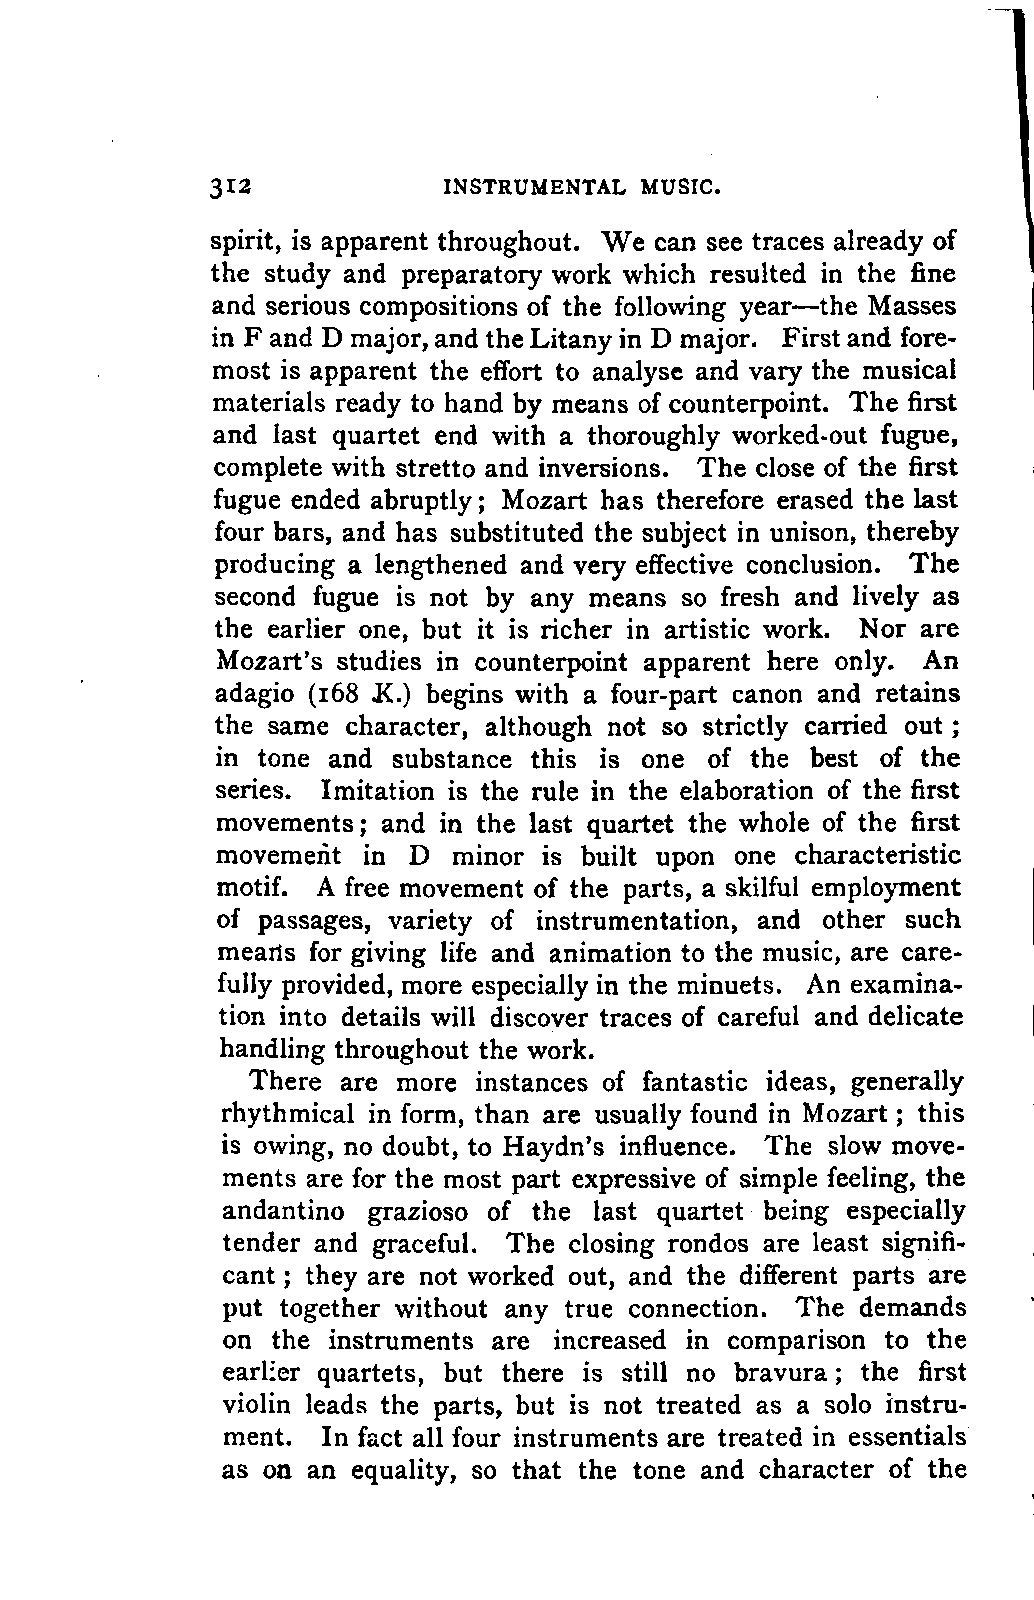 312 INSTRUMENTAL MUSIC.
spirit, is apparent throughout. We can see traces already of
the study and preparatory work which resulted in the fine
and serious compositions of the following year—the Masses
in F and D major, and the Litany in D major. First and fore-
most is apparent the effort to analyse and vary the musical
materials ready to hand by means of counterpoint. The first
and last quartet end with a thoroughly worked-out fugue,
complete with stretto and inversions. The close of the first
fugue ended abruptly; Mozart has therefore erased the last
four bars, and has substituted the subject in unison, thereby
producing a lengthened and very effective conclusion. The
second fugue is not by any means so fresh and lively as
the earlier one, but it is richer in artistic work. Nor are
Mozart's studies in counterpoint apparent here only. An
adagio (168 K.) begins with a four-part canon and retains
the same character, although not so strictly carried out;
in tone and substance this is one of the best of the
series. Imitation is the rule in the elaboration of the first
movements; and in the last quartet the whole of the first
movement in D minor is built upon one characteristic
motif. A free movement of the parts, a skilful employment
of passages, variety of instrumentation, and other such
means for giving life and animation to the music, are care-
fully provided, more especially in the minuets. An examina-
tion into details will discover traces of careful and delicate
handling throughout the work.
There are more instances of fantastic ideas, generally
rhythmical in form, than are usually found in Mozart; this
is owing, no doubt, to Haydn's influence. The slow move-
ments are for the most part expressive of simple feeling, the
andantino grazioso of the last quartet being especially
tender and graceful. The closing rondos are least signifi-
cant; they are not worked out, and the different parts are
put together without any true connection. The demands
on the instruments are increased in comparison to the
earlier quartets, but there is still no bravura; the first
violin leads the parts, but is not treated as a solo instru-
ment. In fact all four instruments are treated in essentials
as on an equality, so that the tone and character of the